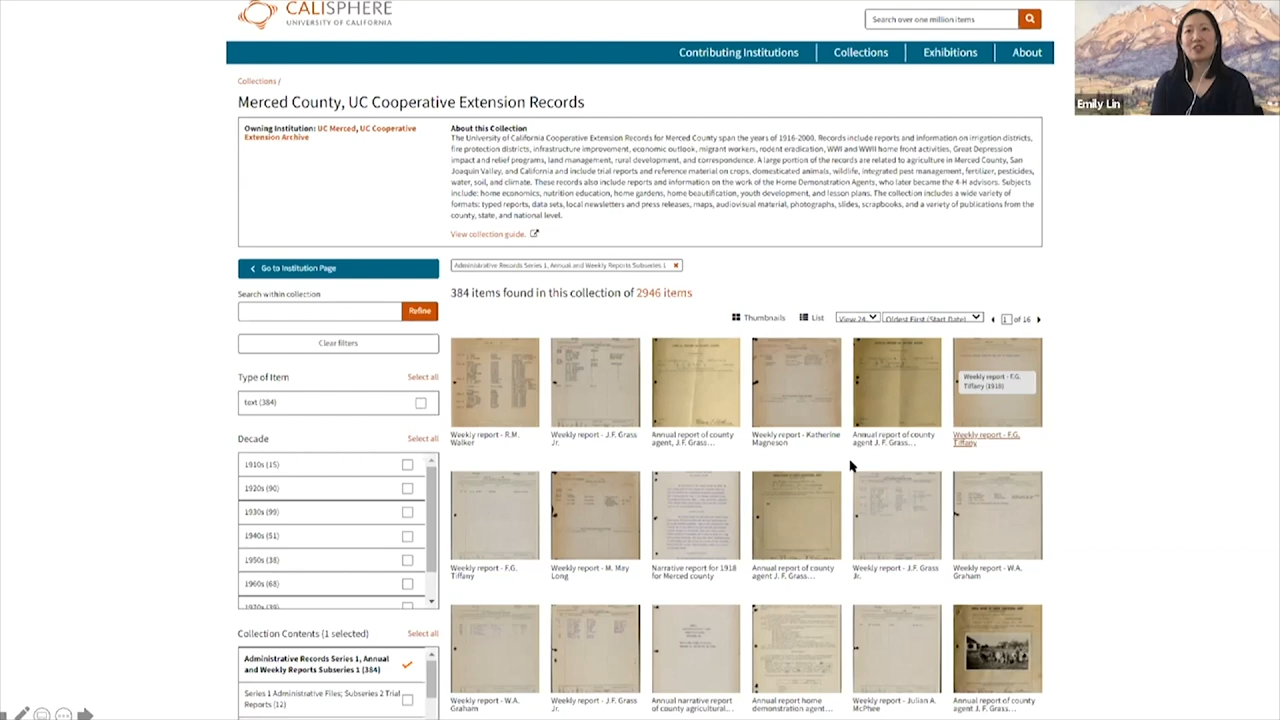 CALISPHERE
UNIVERSITY OF CALIFORNIA
Search over one million items
Contributing Institutions
Collections
Exhibitions
About
Emily Lin
Collections /
Merced County, UC Cooperative Extension Records
Owning Institution: UC Merced, UC Cooperative
Extension Archive
About this Collection
The University of California Cooperative Extension Records for Merced County span the years of 1916-2000. Records include reports and information on irrigation districts,
fire protection districts, infrastructure improvement, economic outlook, migrant workers, rodent eradication, WWI and WWII home front activities, Great Depression
impact and relief programs, land management, rural development, and correspondence. A large portion of the records are related to agriculture in Merced County, San
Joaquin Valley, and California and include trial reports and reference material on crops, domesticated animals, wildlife, integrated pest management, fertilizer, pesticides,
water, soil, and climate. These records also include reports and information on the work of the Home Demonstration Agents, who later became the 4-H advisors. Subjects
include: home economics, nutrition education, home gardens, home beautification, youth development, and lesson plans. The collection includes a wide variety of
formats: typed reports, data sets, local newsletters and press releases, maps, audiovisual material, photographs, slides, scrapbooks, and a variety of publications from the
county, state, and national level.
View collection guide.
Go to Institution Page
Administrative Records Series 1, Annual and Weekly Reports Subseries 1
Search within collection
384 items found in this collection of 2946 items
Refine
Thumbnails
List
View 24
Oldest First (Start Date)
1 of 16
Clear filters
Type of Item
Select all
text (384)
Decade
Select all
1910s (15)
1920s (90)
1930s (99)
1940s (51)
1950s (38)
1960s (68)
1970s (39)
Collection Contents (1 selected)
Select all
Administrative Records Series 1, Annual
and Weekly Reports Subseries 1 (384)
Series 1 Administrative Files; Subseries 2 Trial
Reports (12)
Weekly report - F.G.
Tiffany (1918)
Weekly report - R.M.
Walker
Weekly report - J.F. Grass
Jr.
Annual report of county
agent, J.F. Grass...
Weekly report - Katherine
Magneson
Annual report of county
agent J. F. Grass...
Weekly report - F.G.
Tiffany
Weekly report - F.G.
Tiffany
Weekly report - M. May
Long
Narrative report for 1918
for Merced county
Annual report of county
agent J. F. Grass...
Weekly report - J.F. Grass
Jr.
Weekly report - W.A.
Graham
Weekly report - W.A.
Graham
Weekly report - J.F. Grass
Jr.
Annual narrative report
of county agricultural...
Annual report home
demonstration agent...
Weekly report - Julian A.
McPhee
Annual report of county
agent J. F. Grass...